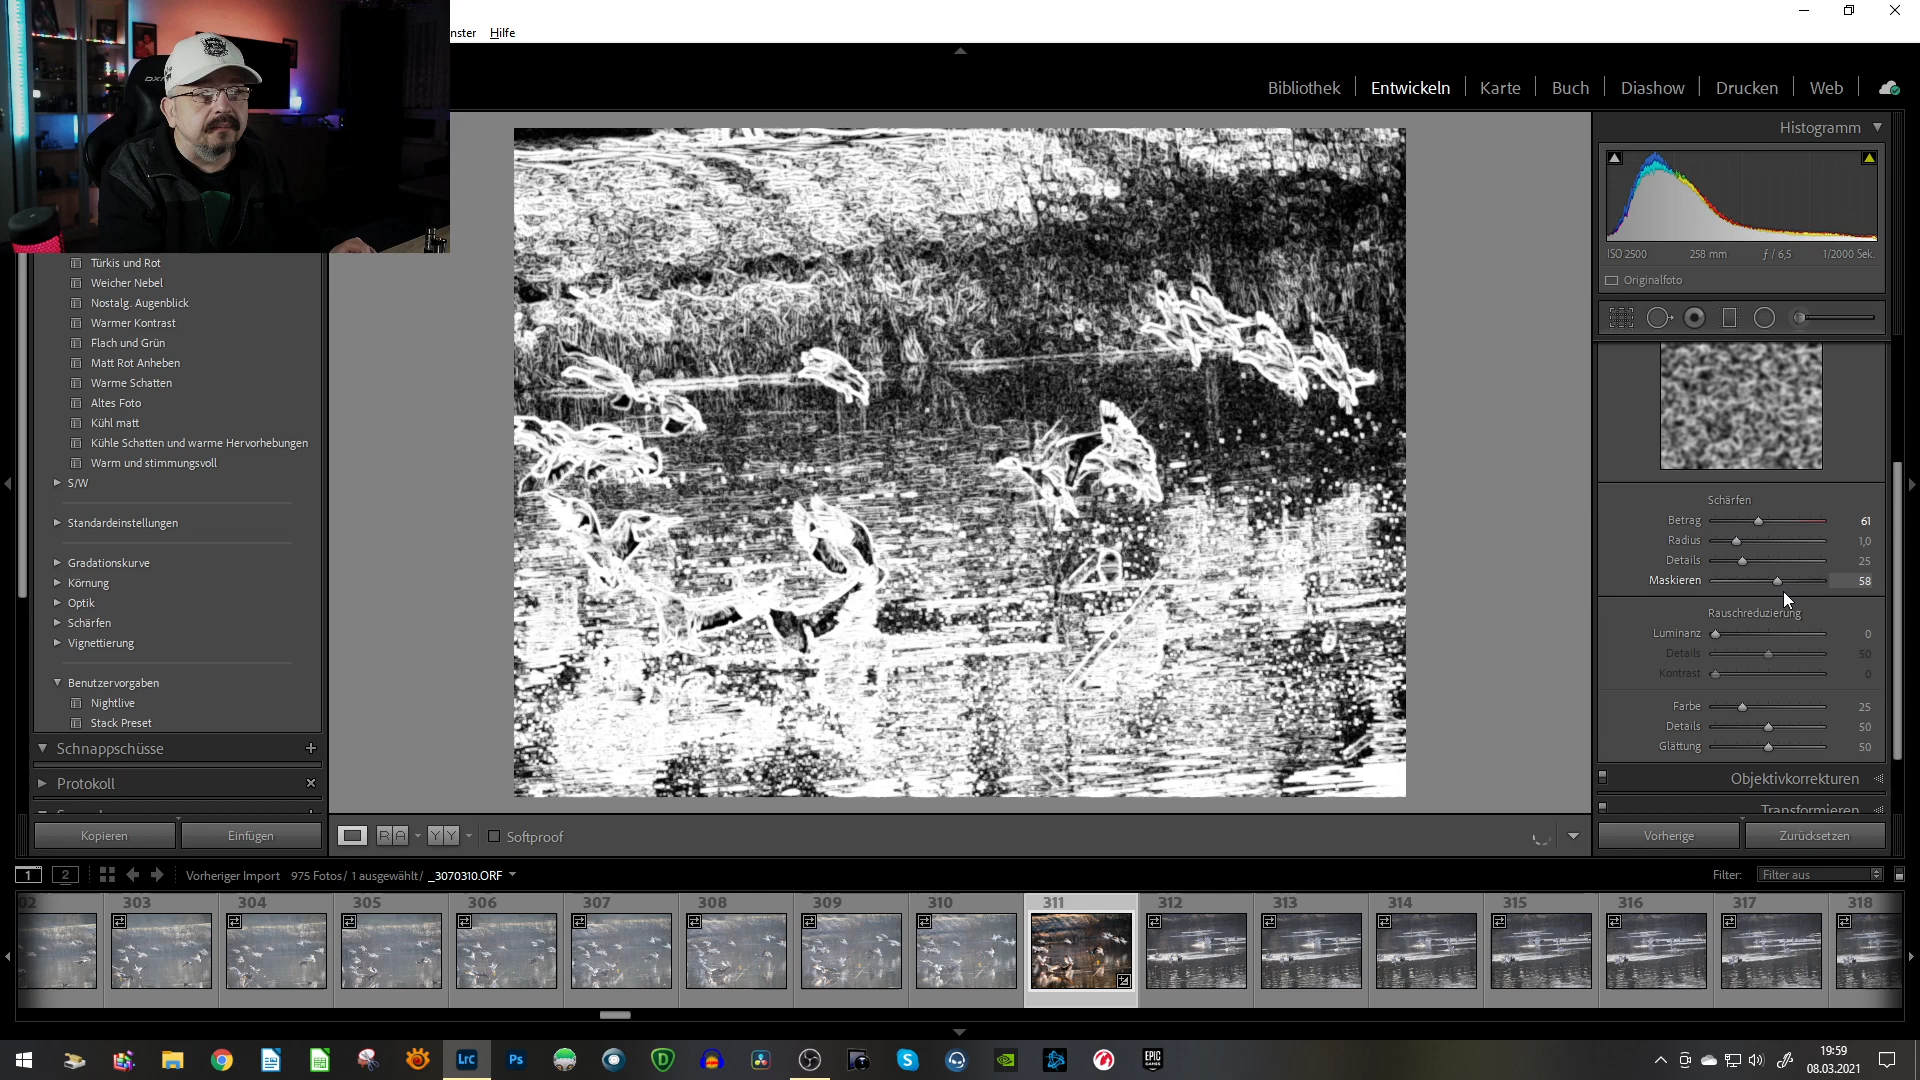 nster Hilfe
Bibliothek Entwickeln Karte Buch Diashow Drucken Web
Histogramm
ISO 2500 258 mm ƒ / 6,5 1/2000 Sek.
Originalfoto
Türkis und Rot
Weicher Nebel
Nostalg. Augenblick
Warmer Kontrast
Flach und Grün
Matt Rot Anheben
Warme Schatten
Altes Foto
Kühl matt
Kühle Schatten und warme Hervorhebungen
Warm und stimmungsvoll
S/W
Standardeinstellungen
Gradationskurve
Körnung
Optik
Schärfen
Vignettierung
Benutzervorgaben
Nightlive
Stack Preset
Schnappschüsse
Protokoll
Kopieren Einfügen
Schärfen
Betrag 61
Radius 1,0
Details 25
Maskieren 58
Rauschreduzierung
Luminanz 0
Details 50
Kontrast 0
Farbe 25
Details 50
Glättung 50
Objektivkorrekturen
Transformieren
Vorherige Zurücksetzen
R A Y Y Softproof
1 2 Vorheriger Import 975 Fotos / 1 ausgewählt / _3070310.ORF
Filter: Filter aus
02 303 304 305 306 307 308 309 310 311 312 313 314 315 316 317 318
Lrc Ps S EPIC GAMES
19:59
08.03.2021